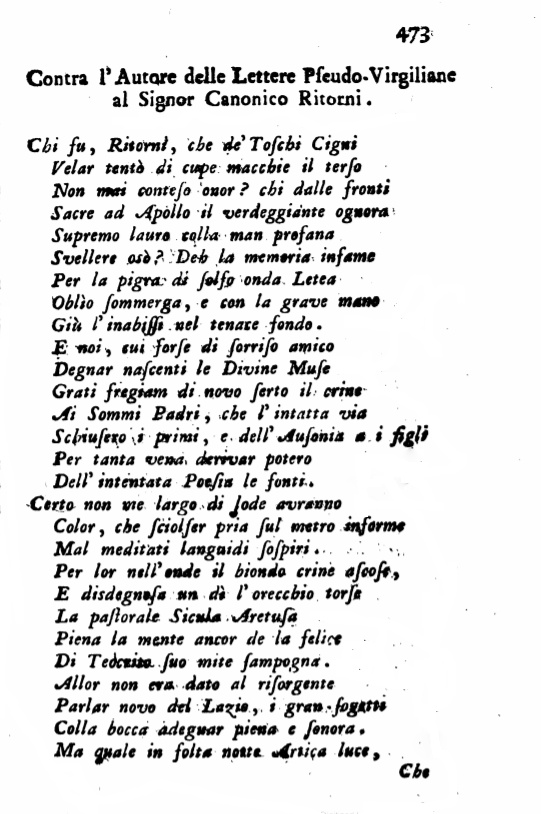 473
Contra l'Autore delle Lettere Pſeudo-Virgiliane
al Signor Canonico Ritorni.
Chi fu, Ritorni, che de' Toſchi Cigni
Velar tentò di cupe macchie il terſo
Non mai conteſo onor? chi dalle fronti
Sacre ad Apollo il verdeggiante ognora
Supremo lauro colla man profana
Svellere osò? Deh la memoria infame
Per la pigra di ſolfo onda Letea
Oblìo ſommerga, e con la grave mano
Giù l'inabiſſi nel tenace fondo.
E noi, cui forſe di ſorriſo amico
Degnar naſcenti le Divine Muſe
Grati fregiam di novo ſerto il crine
Ai Sommi Padri, che l'intatta via
Schiuſero i primi, e dell'Auſonia a i figli
Per tanta vena derivar potero
Dell'intentata Poeſia le fonti.
Certo non me largo di lode avranno
Color, che ſciolſer pria ſul metro informe
Mal meditati languidi ſoſpiri.
Per lor nell'onde il biondo crine aſcoſe,
E disdegnoſa un dì l'orecchio torſe
La paſtorale Sicula Aretuſa
Piena la mente ancor de la felice
Di Teocrito ſuo mite ſampogna.
Allor non era dato al riſorgente
Parlar novo del Lazio, i gran ſogetti
Colla bocca adeguar piena e ſonora.
Ma quale in folta notte Artica luce,
Che